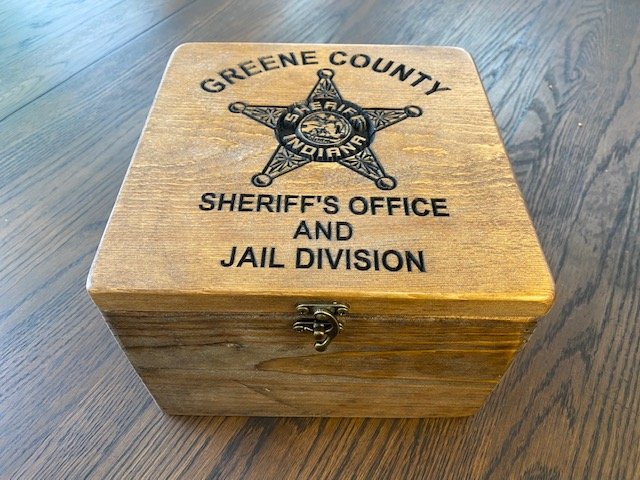 GREENE COUNTY
SHERIFF
INDIANA
SHERIFF'S OFFICE
AND
JAIL DIVISION